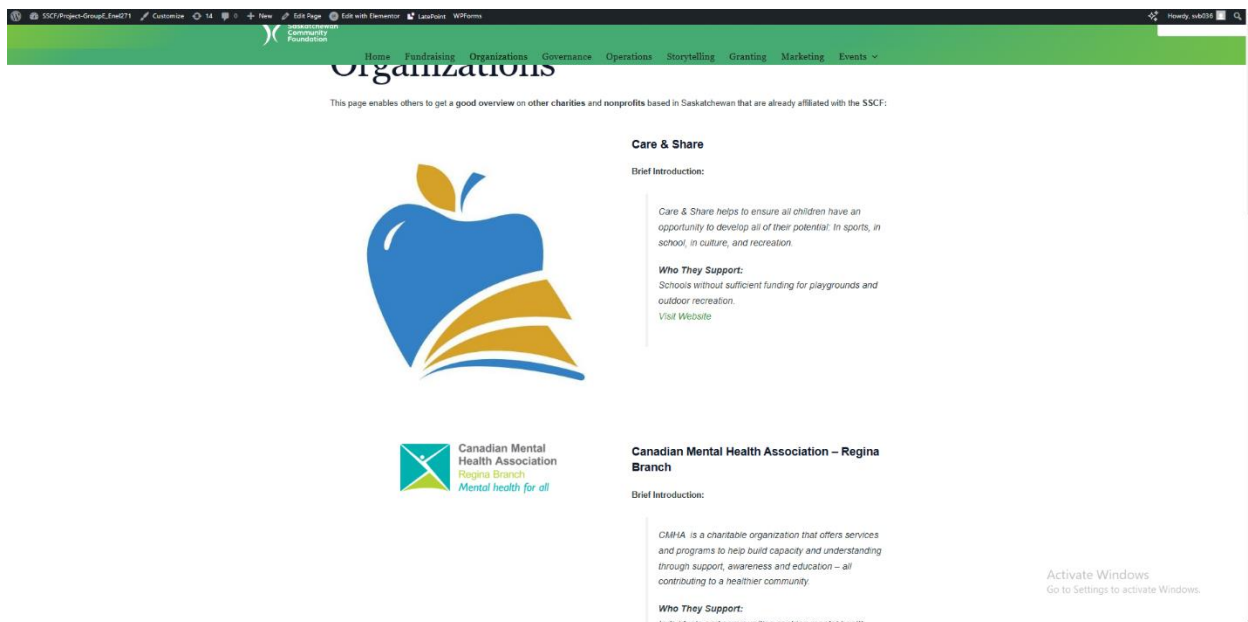 SSCF/Project-GroupE_Enel271 Customize 14 0 New Edit Page Edit with Elementor LatePoint WPForms Howdy, svb036
Saskatchewan
Community
Foundation
Home Fundraising Organizations Governance Operations Storytelling Granting Marketing Events
Organizations
This page enables others to get a good overview on other charities and nonprofits based in Saskatchewan that are already affiliated with the SSCF:
Care & Share
Brief Introduction:
Care & Share helps to ensure all children have an
opportunity to develop all of their potential: In sports, in
school, in culture, and recreation.
Who They Support:
Schools without sufficient funding for playgrounds and
outdoor recreation.
Visit Website
Canadian Mental
Health Association
Regina Branch
Mental health for all
Canadian Mental Health Association – Regina
Branch
Brief Introduction:
CMHA is a charitable organization that offers services
and programs to help build capacity and understanding
through support, awareness and education – all
contributing to a healthier community.
Who They Support:
Activate Windows
Go to Settings to activate Windows.